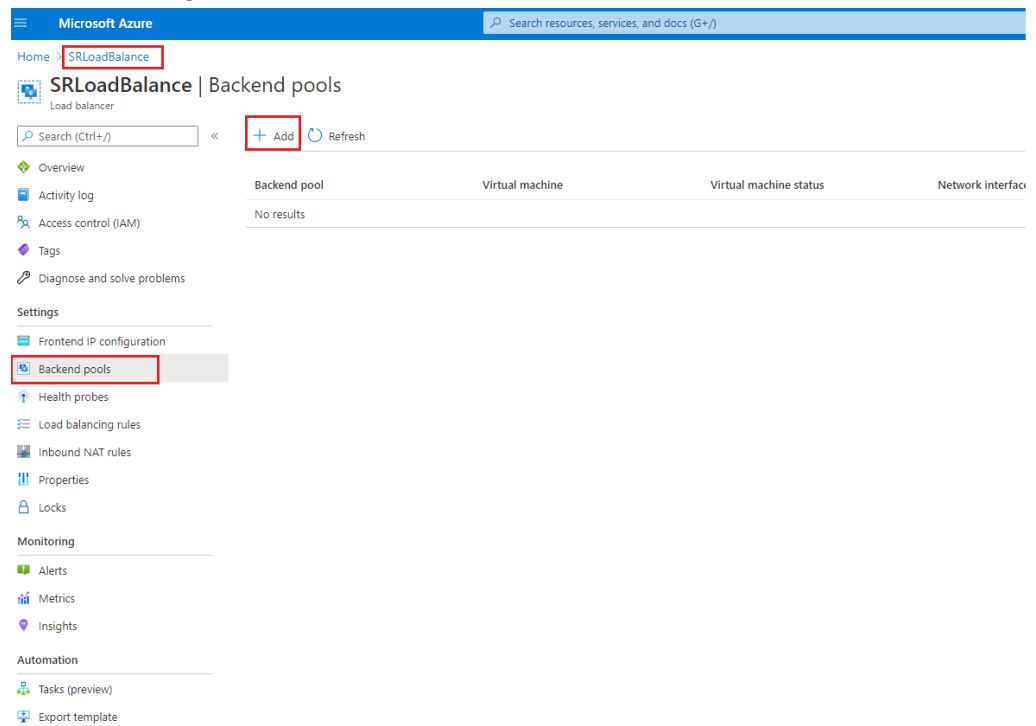 Microsoft Azure
Search resources, services, and docs (G+/)
Home > SRLoadBalance
SRLoadBalance | Backend pools
Load balancer
Search (Ctrl+/)
«
+ Add
Refresh
Overview
Activity log
Access control (IAM)
Tags
Diagnose and solve problems
Settings
Frontend IP configuration
Backend pools
Health probes
Load balancing rules
Inbound NAT rules
Properties
Locks
Monitoring
Alerts
Metrics
Insights
Automation
Tasks (preview)
Export template
Backend pool Virtual machine Virtual machine status Network interface
No results